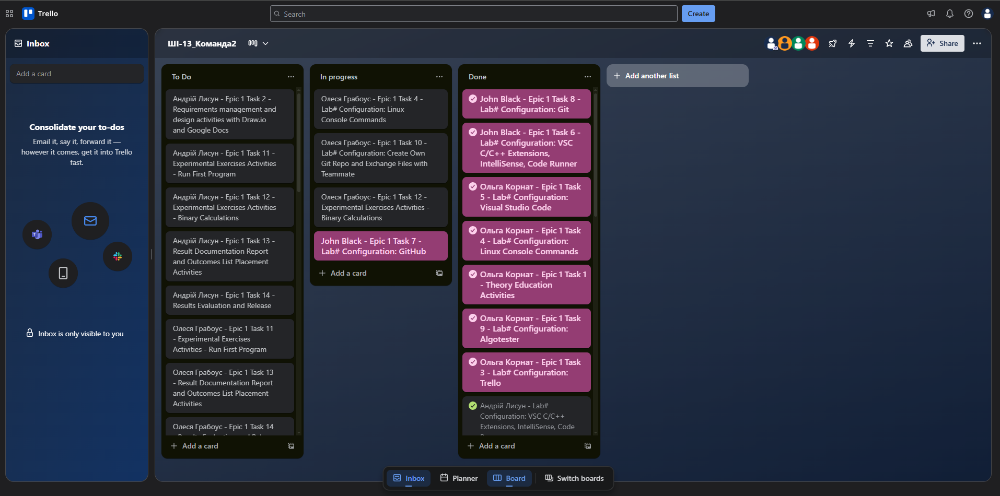 Trello
Search
Create
Inbox
Add a card
Consolidate your to-dos
Email it, say it, forward it —
however it comes, get it into Trello
fast.
Inbox is only visible to you
ШІ-13_Команда2
Share
To Do
Андрій Лисун - Epic 1 Task 2 -
Requirements management and
design activities with Draw.io
and Google Docs
Андрій Лисун - Epic 1 Task 11 -
Experimental Exercises Activities
- Run First Program
Андрій Лисун - Epic 1 Task 12 -
Experimental Exercises Activities
- Binary Calculations
Андрій Лисун - Epic 1 Task 13 -
Result Documentation Report
and Outcomes List Placement
Activities
Андрій Лисун - Epic 1 Task 14 -
Results Evaluation and Release
Олеся Грабоус - Epic 1 Task 11
- Experimental Exercises
Activities - Run First Program
Олеся Грабоус - Epic 1 Task 13
- Result Documentation Report
and Outcomes List Placement
Activities
Олеся Грабоус - Epic 1 Task 14
Add a card
In progress
Олеся Грабоус - Epic 1 Task 4 -
Lab# Configuration: Linux
Console Commands
Олеся Грабоус - Epic 1 Task 10 -
Lab# Configuration: Create Own
Git Repo and Exchange Files with
Teammate
Олеся Грабоус - Epic 1 Task 12 -
Experimental Exercises Activities -
Binary Calculations
John Black - Epic 1 Task 7 -
Lab# Configuration: GitHub
Add a card
Done
John Black - Epic 1 Task 8 -
Lab# Configuration: Git
John Black - Epic 1 Task 6 -
Lab# Configuration: VSC
C/C++ Extensions,
IntelliSense, Code Runner
Ольга Корнат - Epic 1 Task
5 - Lab# Configuration:
Visual Studio Code
Ольга Корнат - Epic 1 Task
4 - Lab# Configuration:
Linux Console Commands
Ольга Корнат - Epic 1 Task 1
- Theory Education
Activities
Ольга Корнат - Epic 1 Task
9 - Lab# Configuration:
Algotester
Ольга Корнат - Epic 1 Task
3 - Lab# Configuration:
Trello
Андрій Лисун - Lab#
Configuration: VSC C/C++
Extensions, IntelliSense, Code
Add a card
Add another list
Inbox
Planner
Board
Switch boards